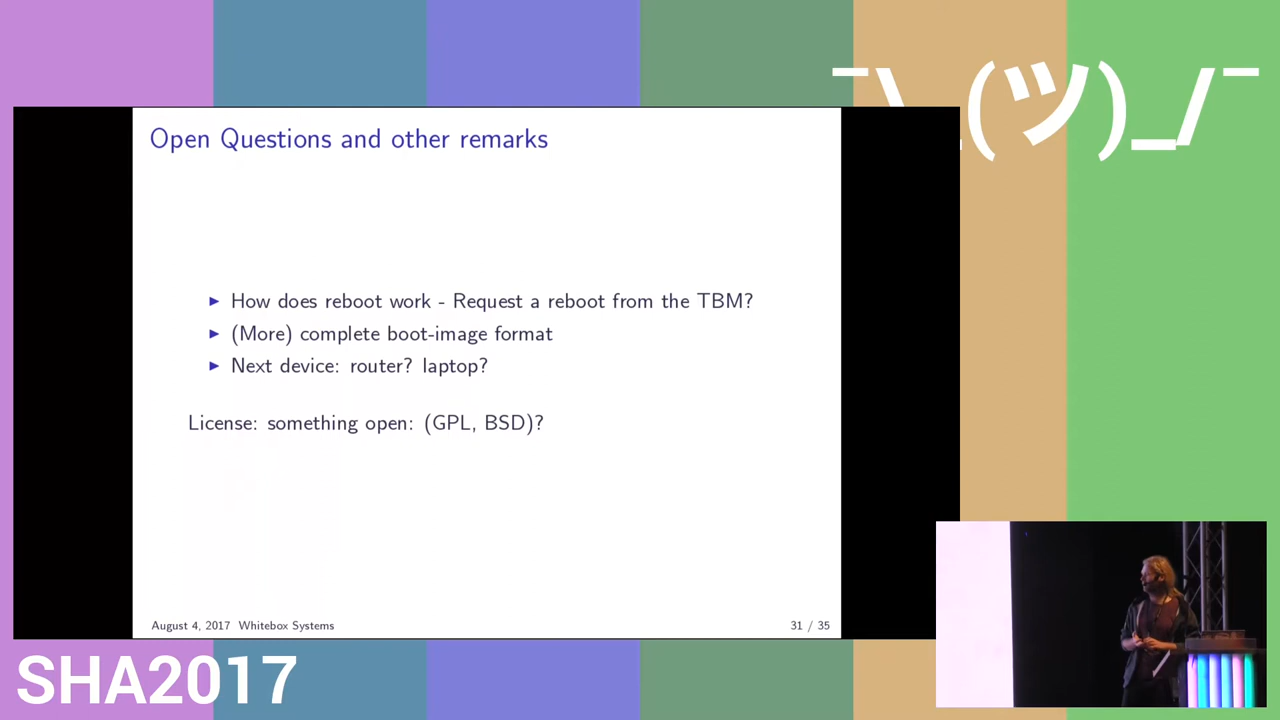 ¯\_(ツ)_/¯
Open Questions and other remarks
How does reboot work - Request a reboot from the TBM?
(More) complete boot-image format
Next device: router? laptop?
License: something open: (GPL, BSD)?
August 4, 2017 Whitebox Systems
31 / 35
SHA2017